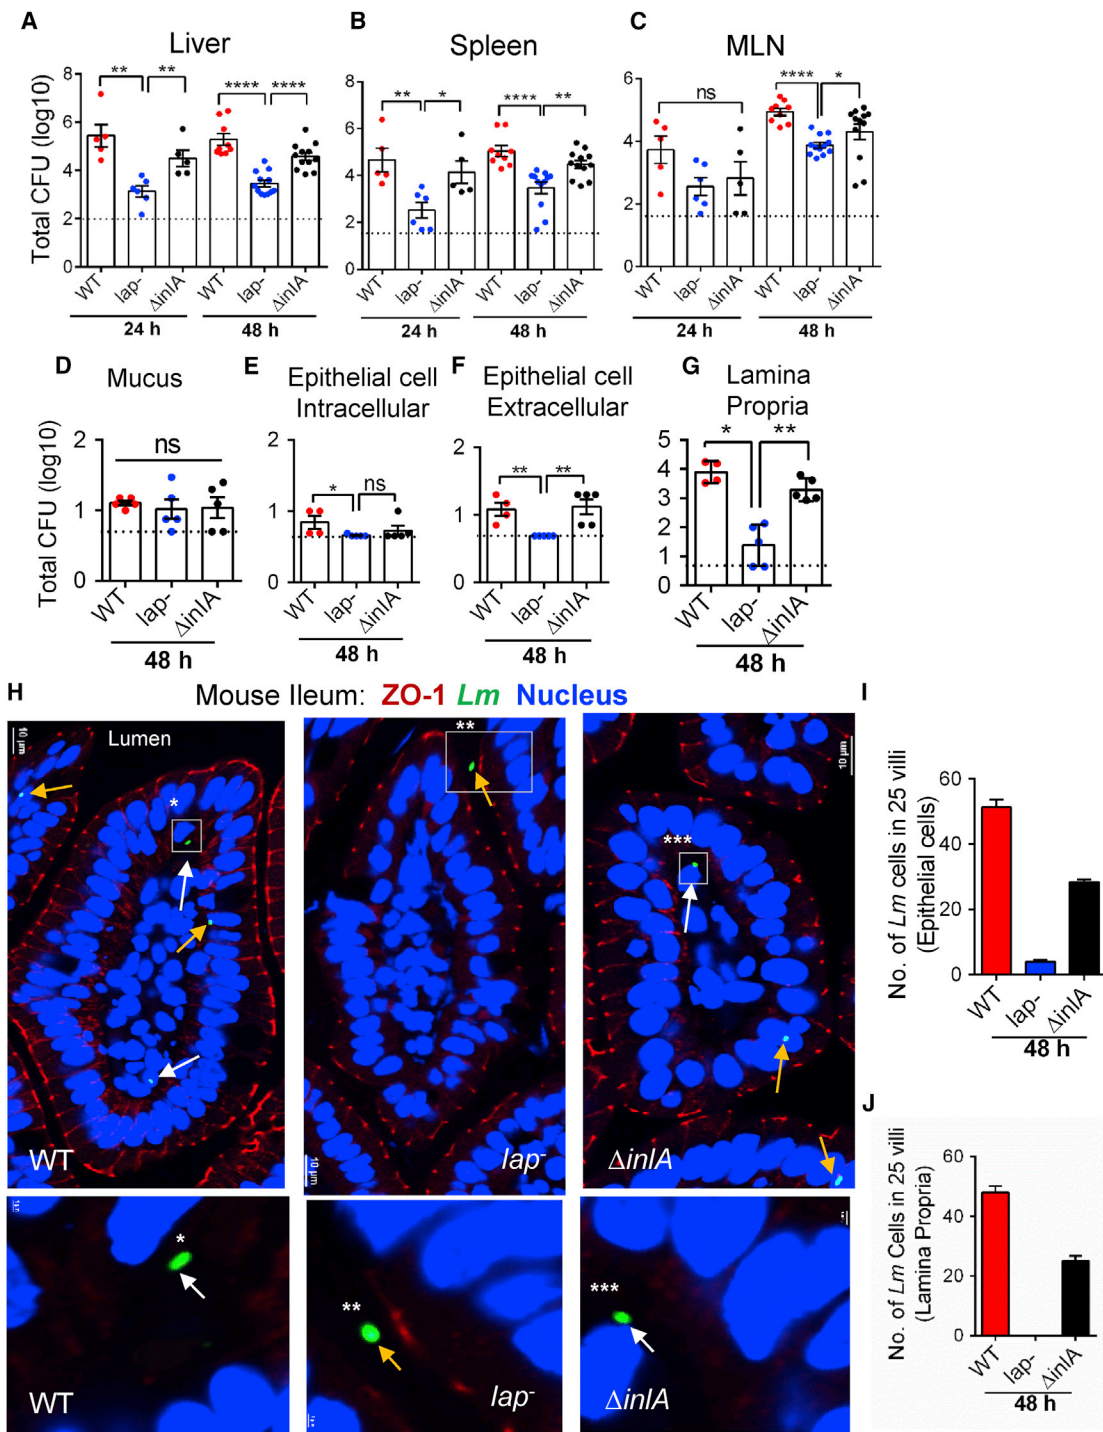 A
Liver
Total CFU (log10)
8
6
4
2
0
**
**
****
****
WT
lap-
ΔinlA
WT
lap-
ΔinlA
24 h
48 h
B
Spleen
8
6
4
2
0
**
*
****
**
WT
lap-
ΔinlA
WT
lap-
ΔinlA
24 h
48 h
C
MLN
6
4
2
0
ns
****
*
WT
lap-
ΔinlA
WT
lap-
ΔinlA
24 h
48 h
D
Mucus
Total CFU (log10)
2
1
0
ns
WT
lap-
ΔinlA
48 h
E
Epithelial cell
Intracellular
2
1
0
*
ns
WT
lap-
ΔinlA
48 h
F
Epithelial cell
Extracellular
2
1
0
**
**
WT
lap-
ΔinlA
48 h
G
Lamina
Propria
5
4
3
2
1
0
*
**
WT
lap-
ΔinlA
48 h
H
Mouse Ileum: ZO-1 Lm Nucleus
10 µm
Lumen
*
WT
**
10 µm
lap-
10 µm
***
ΔinlA
*
WT
**
lap-
***
ΔinlA
I
No. of Lm cells in 25 villi
(Epithelial cells)
60
40
20
0
WT
lap-
ΔinlA
48 h
J
No. of Lm Cells in 25 villi
(Lamina Propria)
60
40
20
0
WT
lap-
ΔinlA
48 h